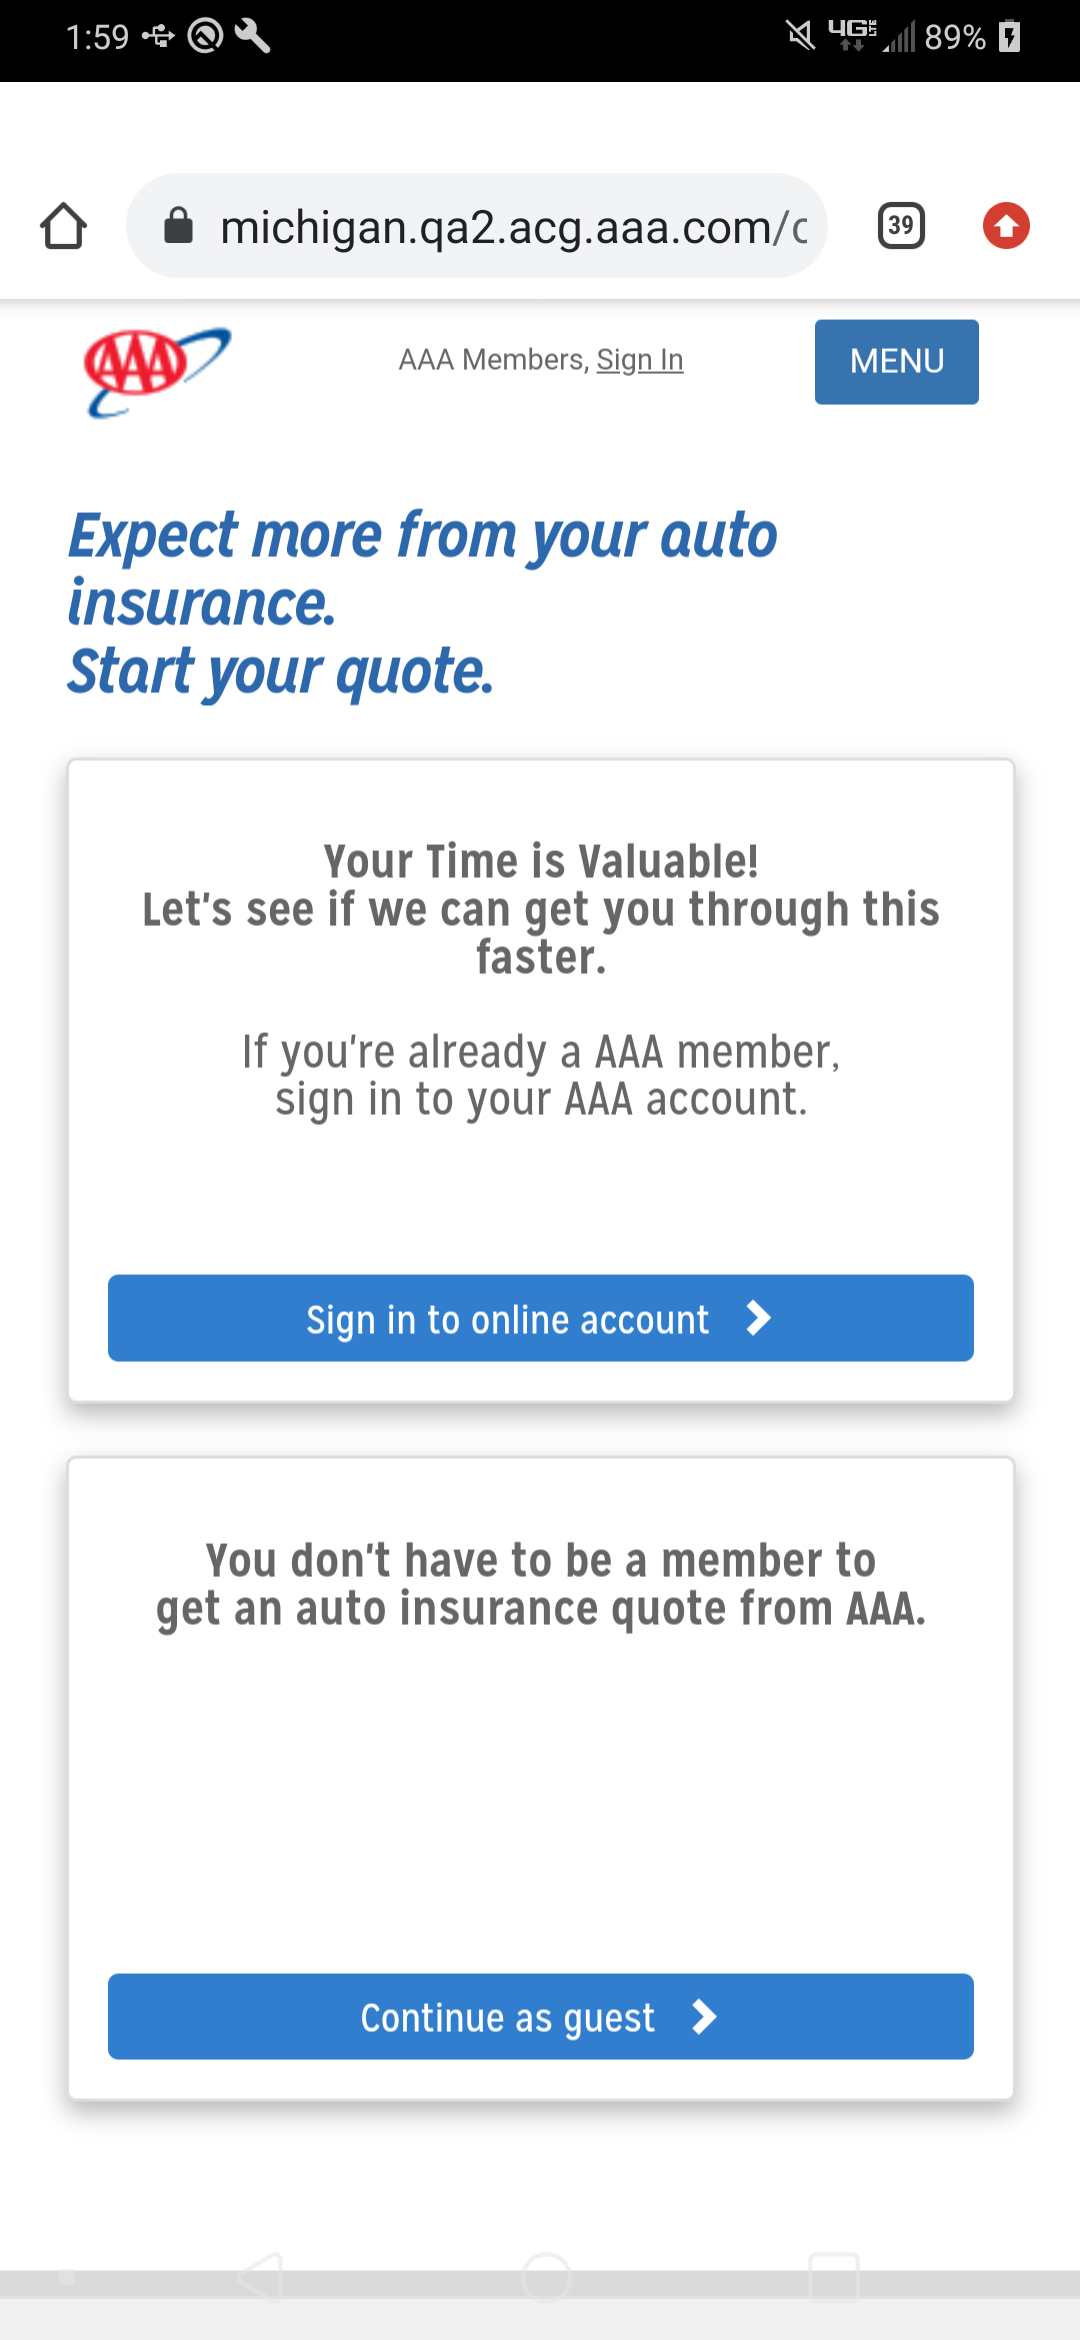 1:59
4G LTE 89%
michigan.qa2.acg.aaa.com/c
39
AAA
AAA Members, Sign In
MENU
Expect more from your auto
insurance.
Start your quote.
Your Time is Valuable!
Let's see if we can get you through this
faster.
If you're already a AAA member,
sign in to your AAA account.
Sign in to online account
You don't have to be a member to
get an auto insurance quote from AAA.
Continue as guest